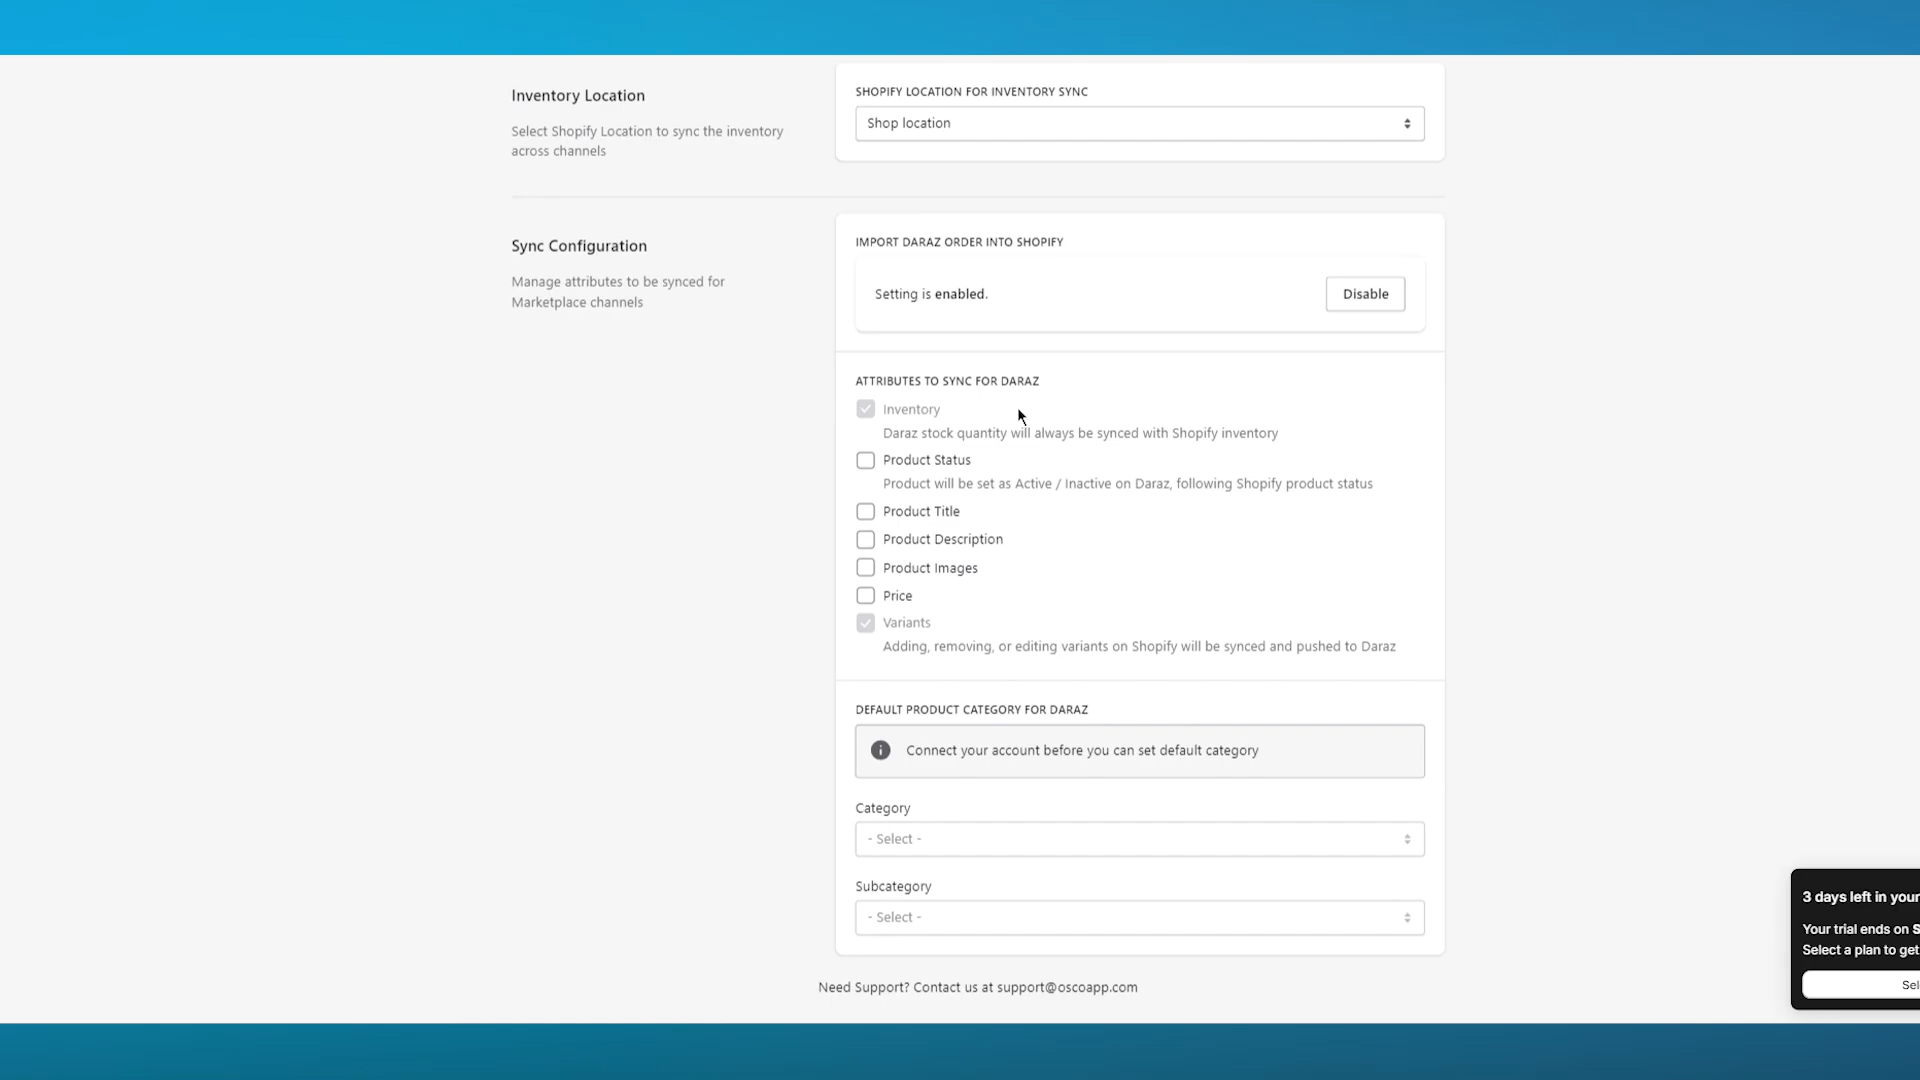 Inventory Location
Select Shopify Location to sync the inventory
across channels
SHOPIFY LOCATION FOR INVENTORY SYNC
Shop location
Sync Configuration
Manage attributes to be synced for
Marketplace channels
IMPORT DARAZ ORDER INTO SHOPIFY
Setting is enabled.
Disable
ATTRIBUTES TO SYNC FOR DARAZ
Inventory
Daraz stock quantity will always be synced with Shopify inventory
Product Status
Product will be set as Active / Inactive on Daraz, following Shopify product status
Product Title
Product Description
Product Images
Price
Variants
Adding, removing, or editing variants on Shopify will be synced and pushed to Daraz
DEFAULT PRODUCT CATEGORY FOR DARAZ
Connect your account before you can set default category
Category
- Select -
Subcategory
- Select -
Need Support? Contact us at support@oscoapp.com
3 days left in your
Your trial ends on S
Select a plan to get
Sel